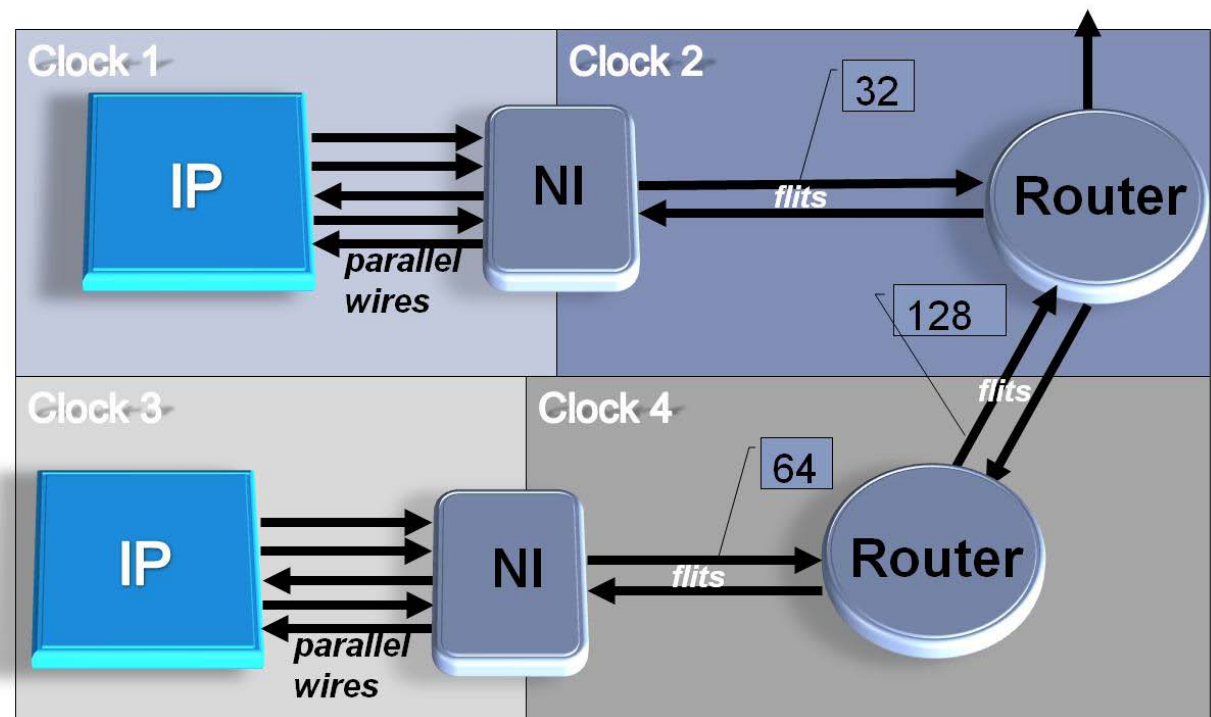 Clock 1
Clock 2
32
IP
NI
flits
Router
parallel
wires
128
flits
Clock 3
Clock 4
64
IP
NI
flits
Router
parallel
wires